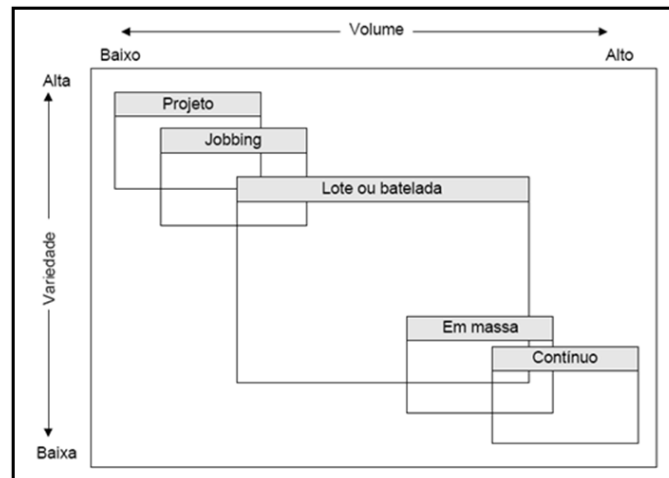 Volume
Baixo
Alto
Alta
Projeto
Jobbing
Lote ou batelada
Variedade
Em massa
Contínuo
Baixa